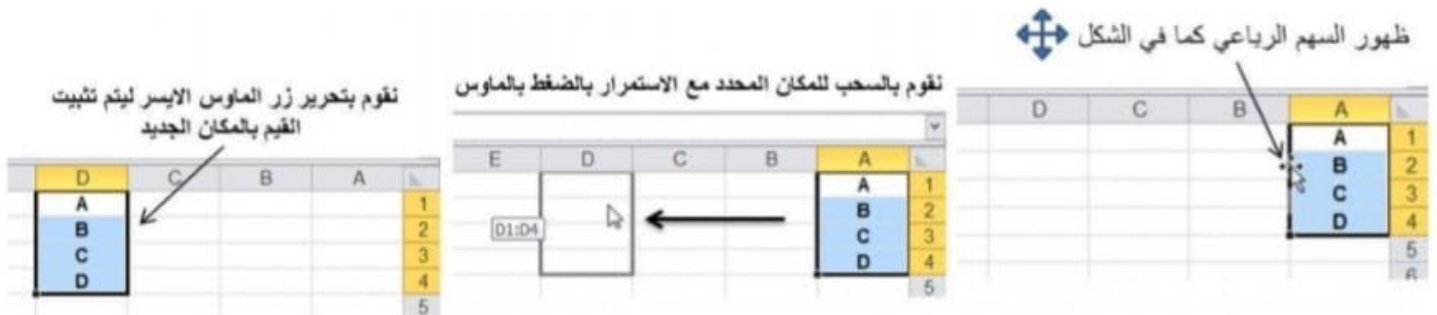 ظهور السهم الرباعي كما في الشكل
D C B A
A 1
B 2
C 3
D 4
5
6
نقوم بالسحب للمكان المحدد مع الاستمرار بالضغط بالماوس
E D C B A
A 1
B 2
D1:D4
C 3
D 4
5
نقوم بتحرير زر الماوس الايسر ليتم تثبيت
القيم بالمكان الجديد
D C B A
A 1
B 2
C 3
D 4
5